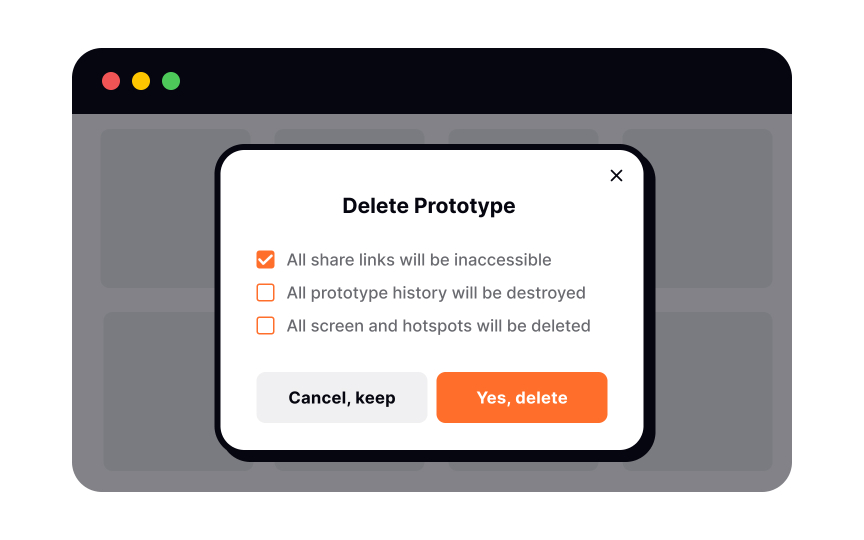 Delete Prototype
All share links will be inaccessible
All prototype history will be destroyed
All screen and hotspots will be deleted
Cancel, keep
Yes, delete